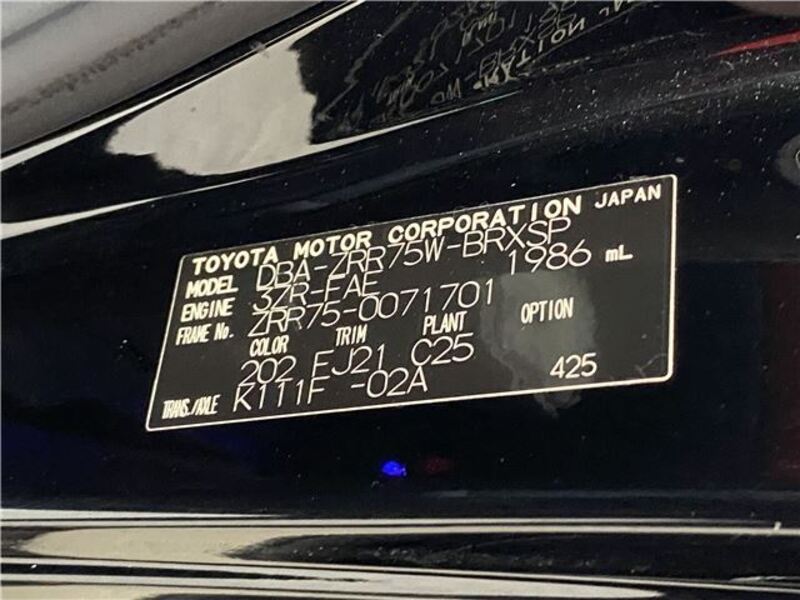 TOYOTA MOTOR CORPORATION JAPAN
MODEL DBA-ZRR75W-BRXSP
ENGINE 3ZR-FAE 1986 mL
FRAME No. ZRR75-0071701
COLOR TRIM PLANT OPTION
202 FJ21 C25
TRANS./AXLE K111F -02A 425